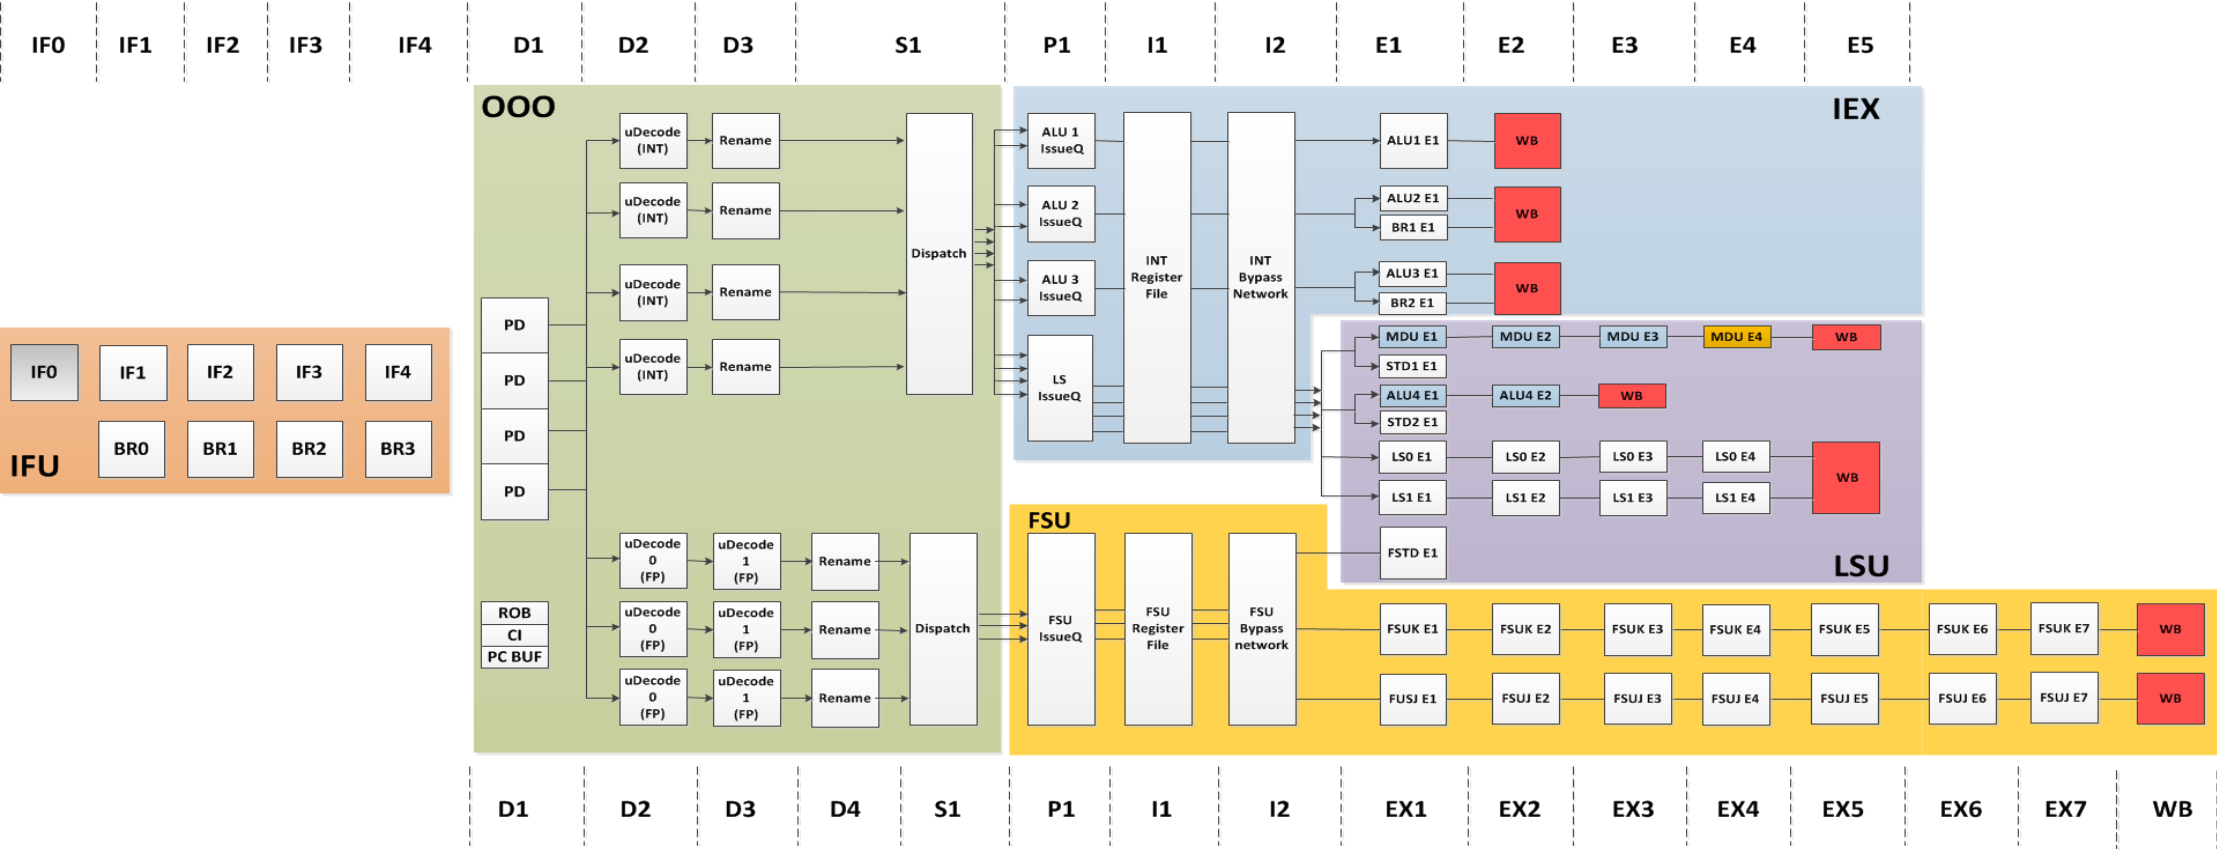 IF0 IF1 IF2 IF3 IF4 D1 D2 D3 S1 P1 I1 I2 E1 E2 E3 E4 E5
OOO
uDecode
(INT)
Rename
uDecode
(INT)
Rename
uDecode
(INT)
Rename
uDecode
(INT)
Rename
Dispatch
PD
PD
PD
PD
IF0 IF1 IF2 IF3 IF4
BR0 BR1 BR2 BR3
IFU
uDecode
0
(FP)
uDecode
1
(FP)
Rename
uDecode
0
(FP)
uDecode
1
(FP)
Rename
uDecode
0
(FP)
uDecode
1
(FP)
Rename
Dispatch
ROB
CI
PC BUF
IEX
ALU 1
IssueQ
ALU 2
IssueQ
ALU 3
IssueQ
LS
IssueQ
INT
Register
File
INT
Bypass
Network
ALU1 E1 WB
ALU2 E1
BR1 E1
WB
ALU3 E1
BR2 E1
WB
MDU E1 MDU E2 MDU E3 MDU E4 WB
STD1 E1
ALU4 E1 ALU4 E2 WB
STD2 E1
LS0 E1 LS0 E2 LS0 E3 LS0 E4
LS1 E1 LS1 E2 LS1 E3 LS1 E4
WB
FSTD E1
LSU
FSU
FSU
IssueQ
FSU
Register
File
FSU
Bypass
network
FSUK E1 FSUK E2 FSUK E3 FSUK E4 FSUK E5 FSUK E6 FSUK E7 WB
FUSJ E1 FSUJ E2 FSUJ E3 FSUJ E4 FSUJ E5 FSUJ E6 FSUJ E7 WB
D1 D2 D3 D4 S1 P1 I1 I2 EX1 EX2 EX3 EX4 EX5 EX6 EX7 WB